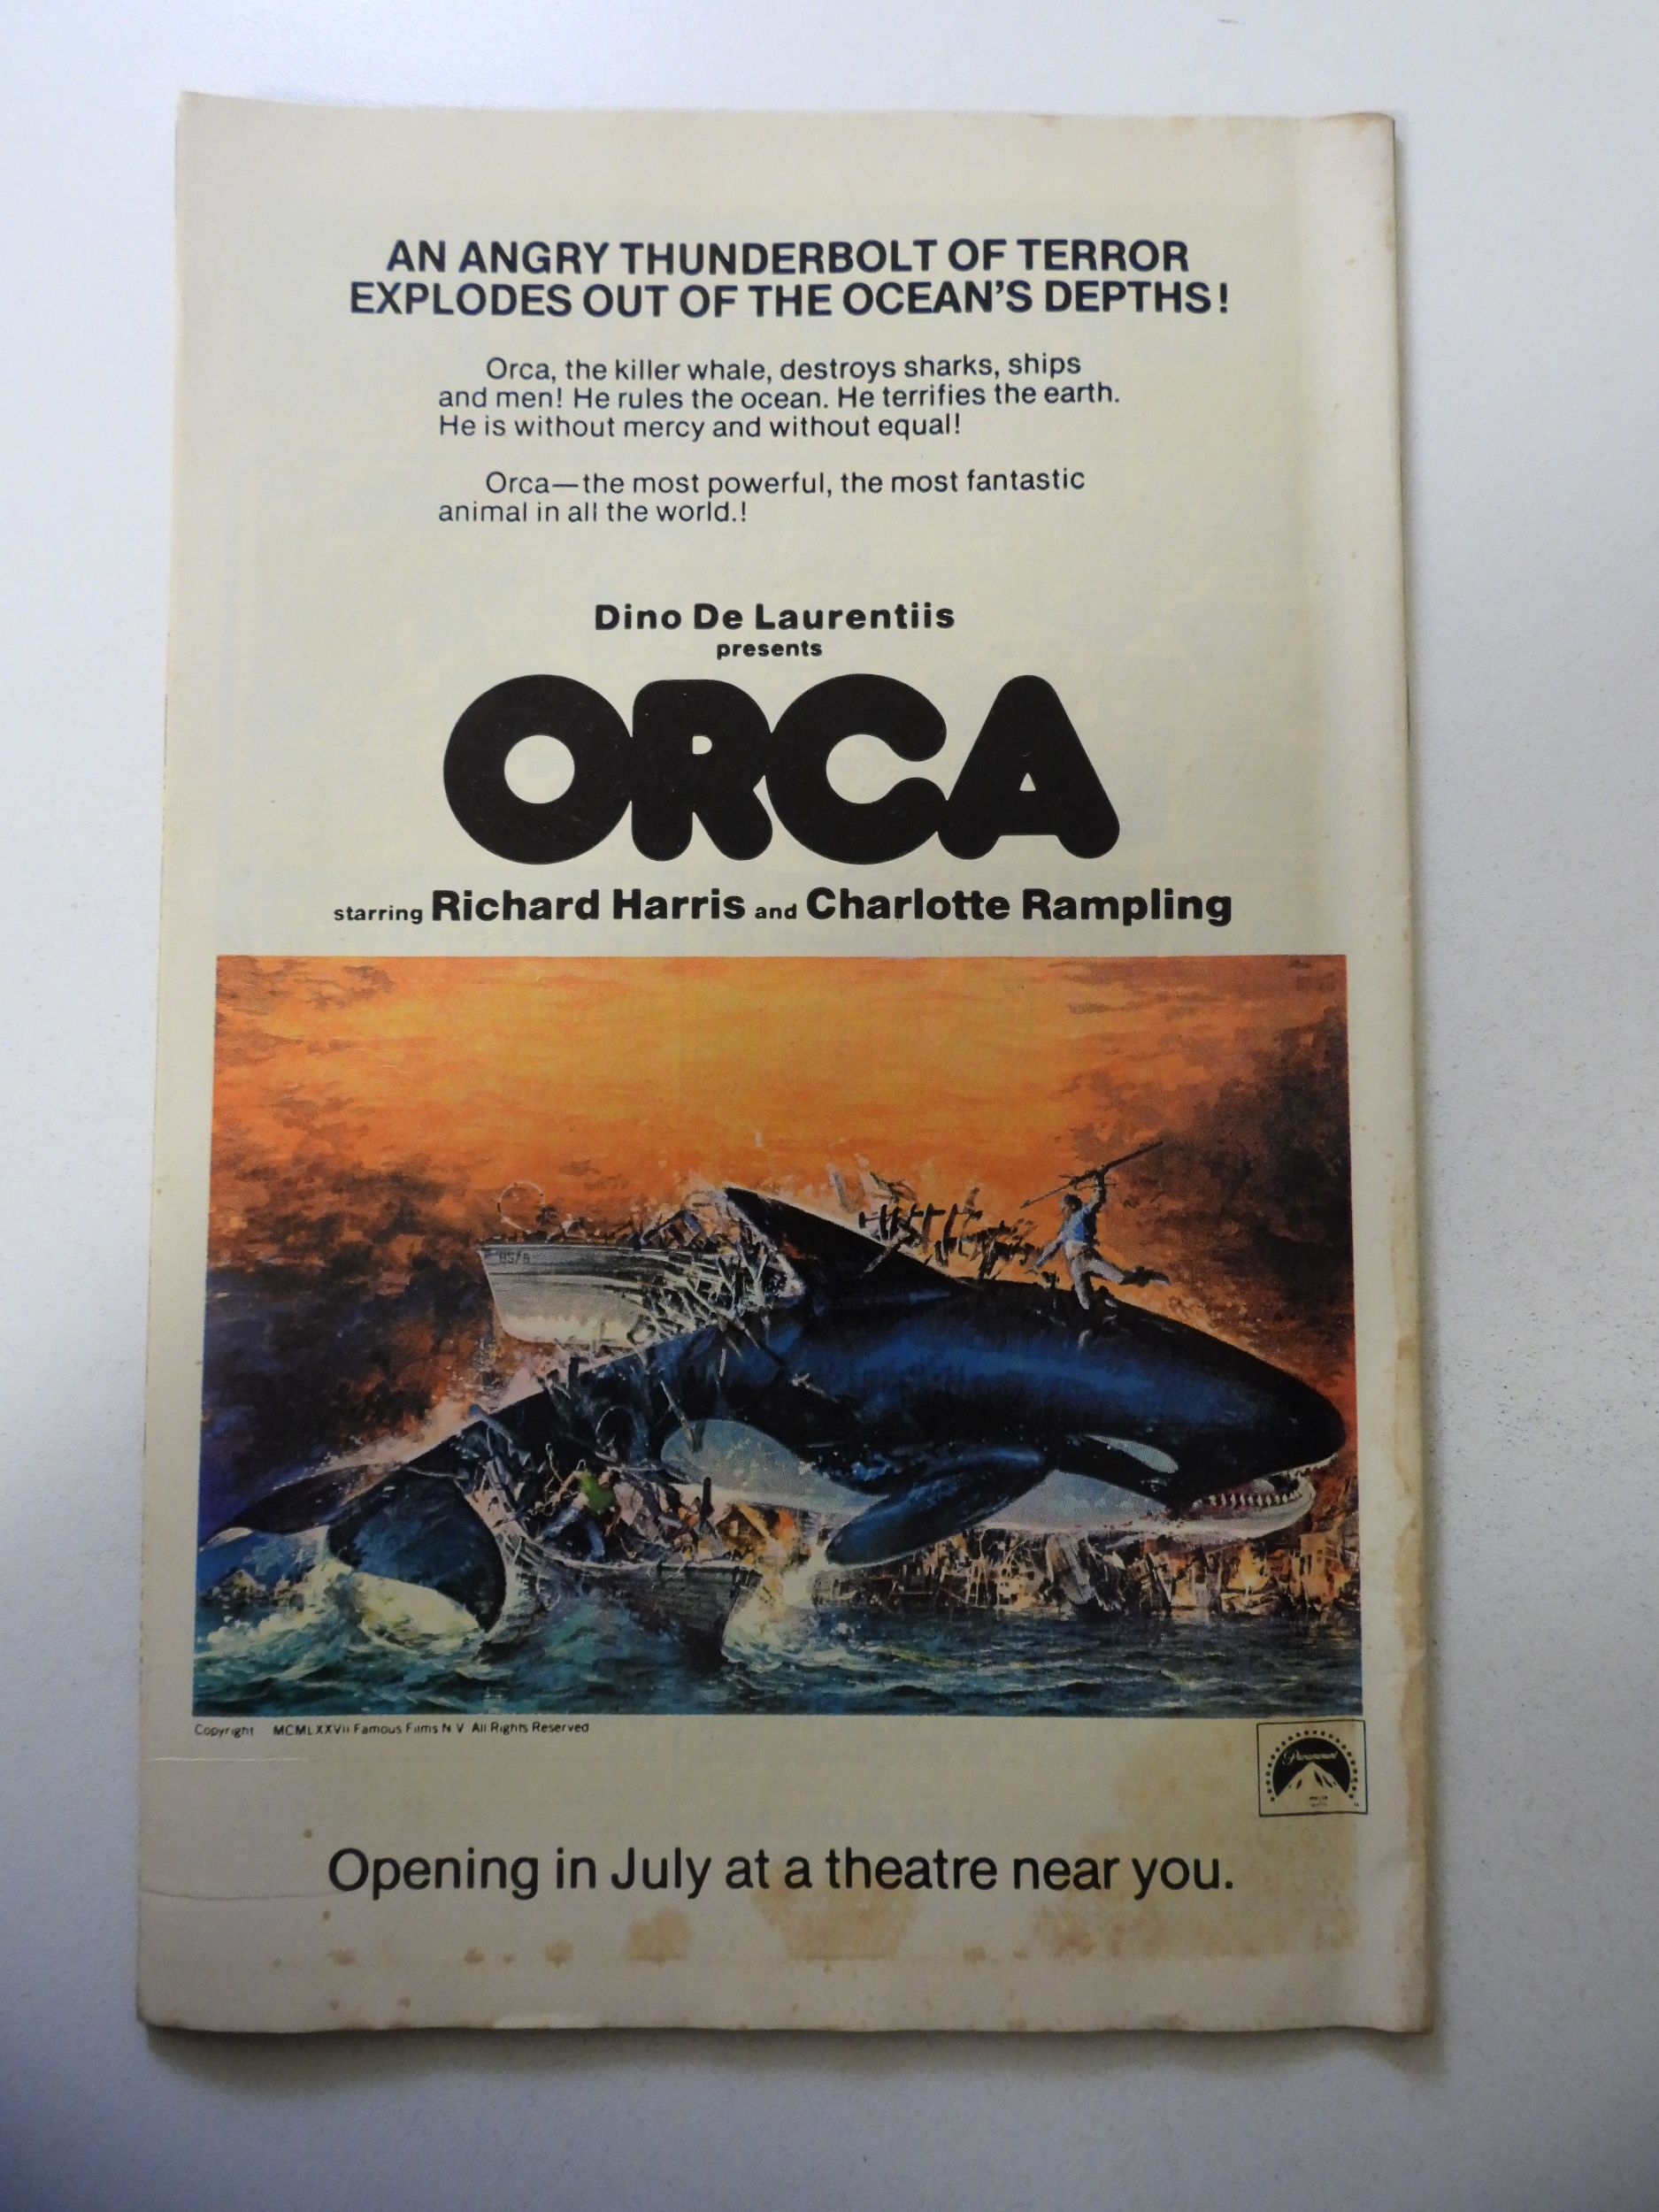 AN ANGRY THUNDERBOLT OF TERROR
EXPLODES OUT OF THE OCEAN'S DEPTHS!
Orca, the killer whale, destroys sharks, ships
and men! He rules the ocean. He terrifies the earth.
He is without mercy and without equal!
Orca—the most powerful, the most fantastic
animal in all the world.!
Dino De Laurentiis
presents
ORCA
starring Richard Harris and Charlotte Rampling
Copyright MCMLXXVII Famous Films N V All Rights Reserved
Paramount
Opening in July at a theatre near you.